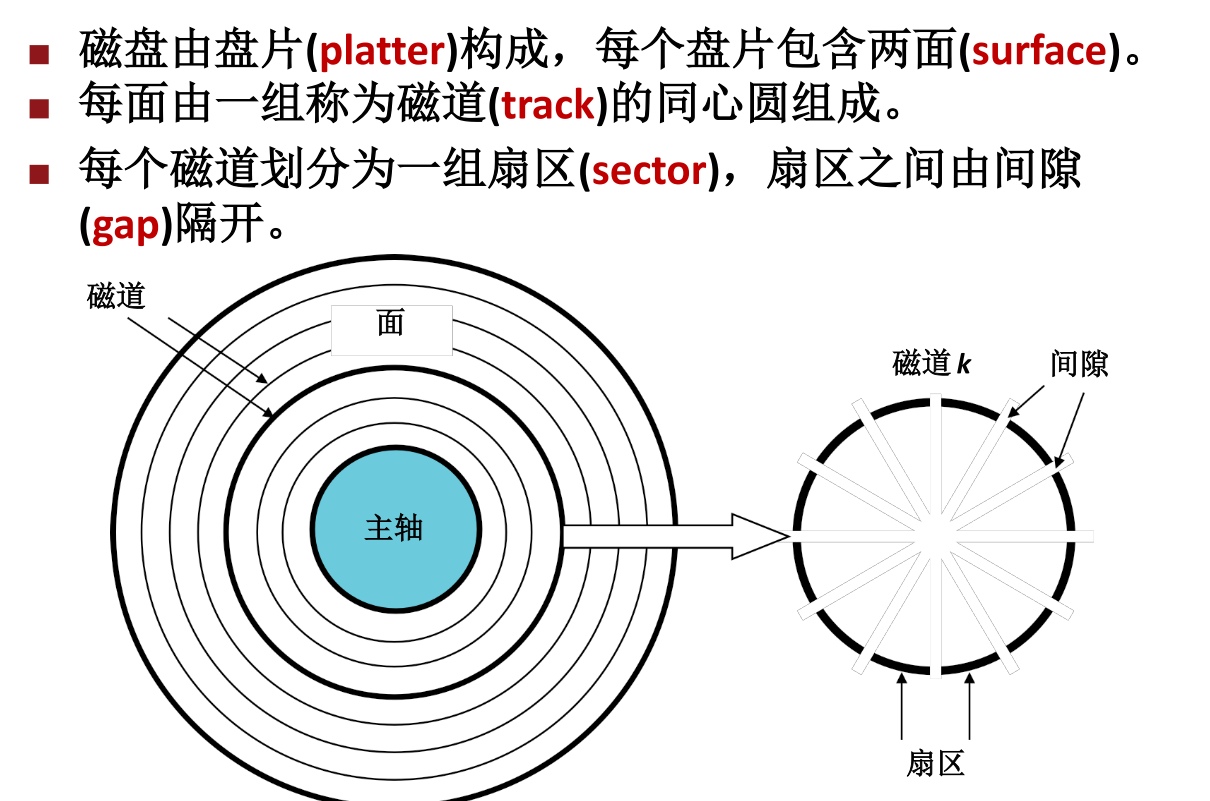 磁盘由盘片(platter)构成，每个盘片包含两面(surface)。
每面由一组称为磁道(track)的同心圆组成。
每个磁道划分为一组扇区(sector)，扇区之间由间隙
(gap)隔开。
磁道
面
主轴
磁道 k
间隙
扇区